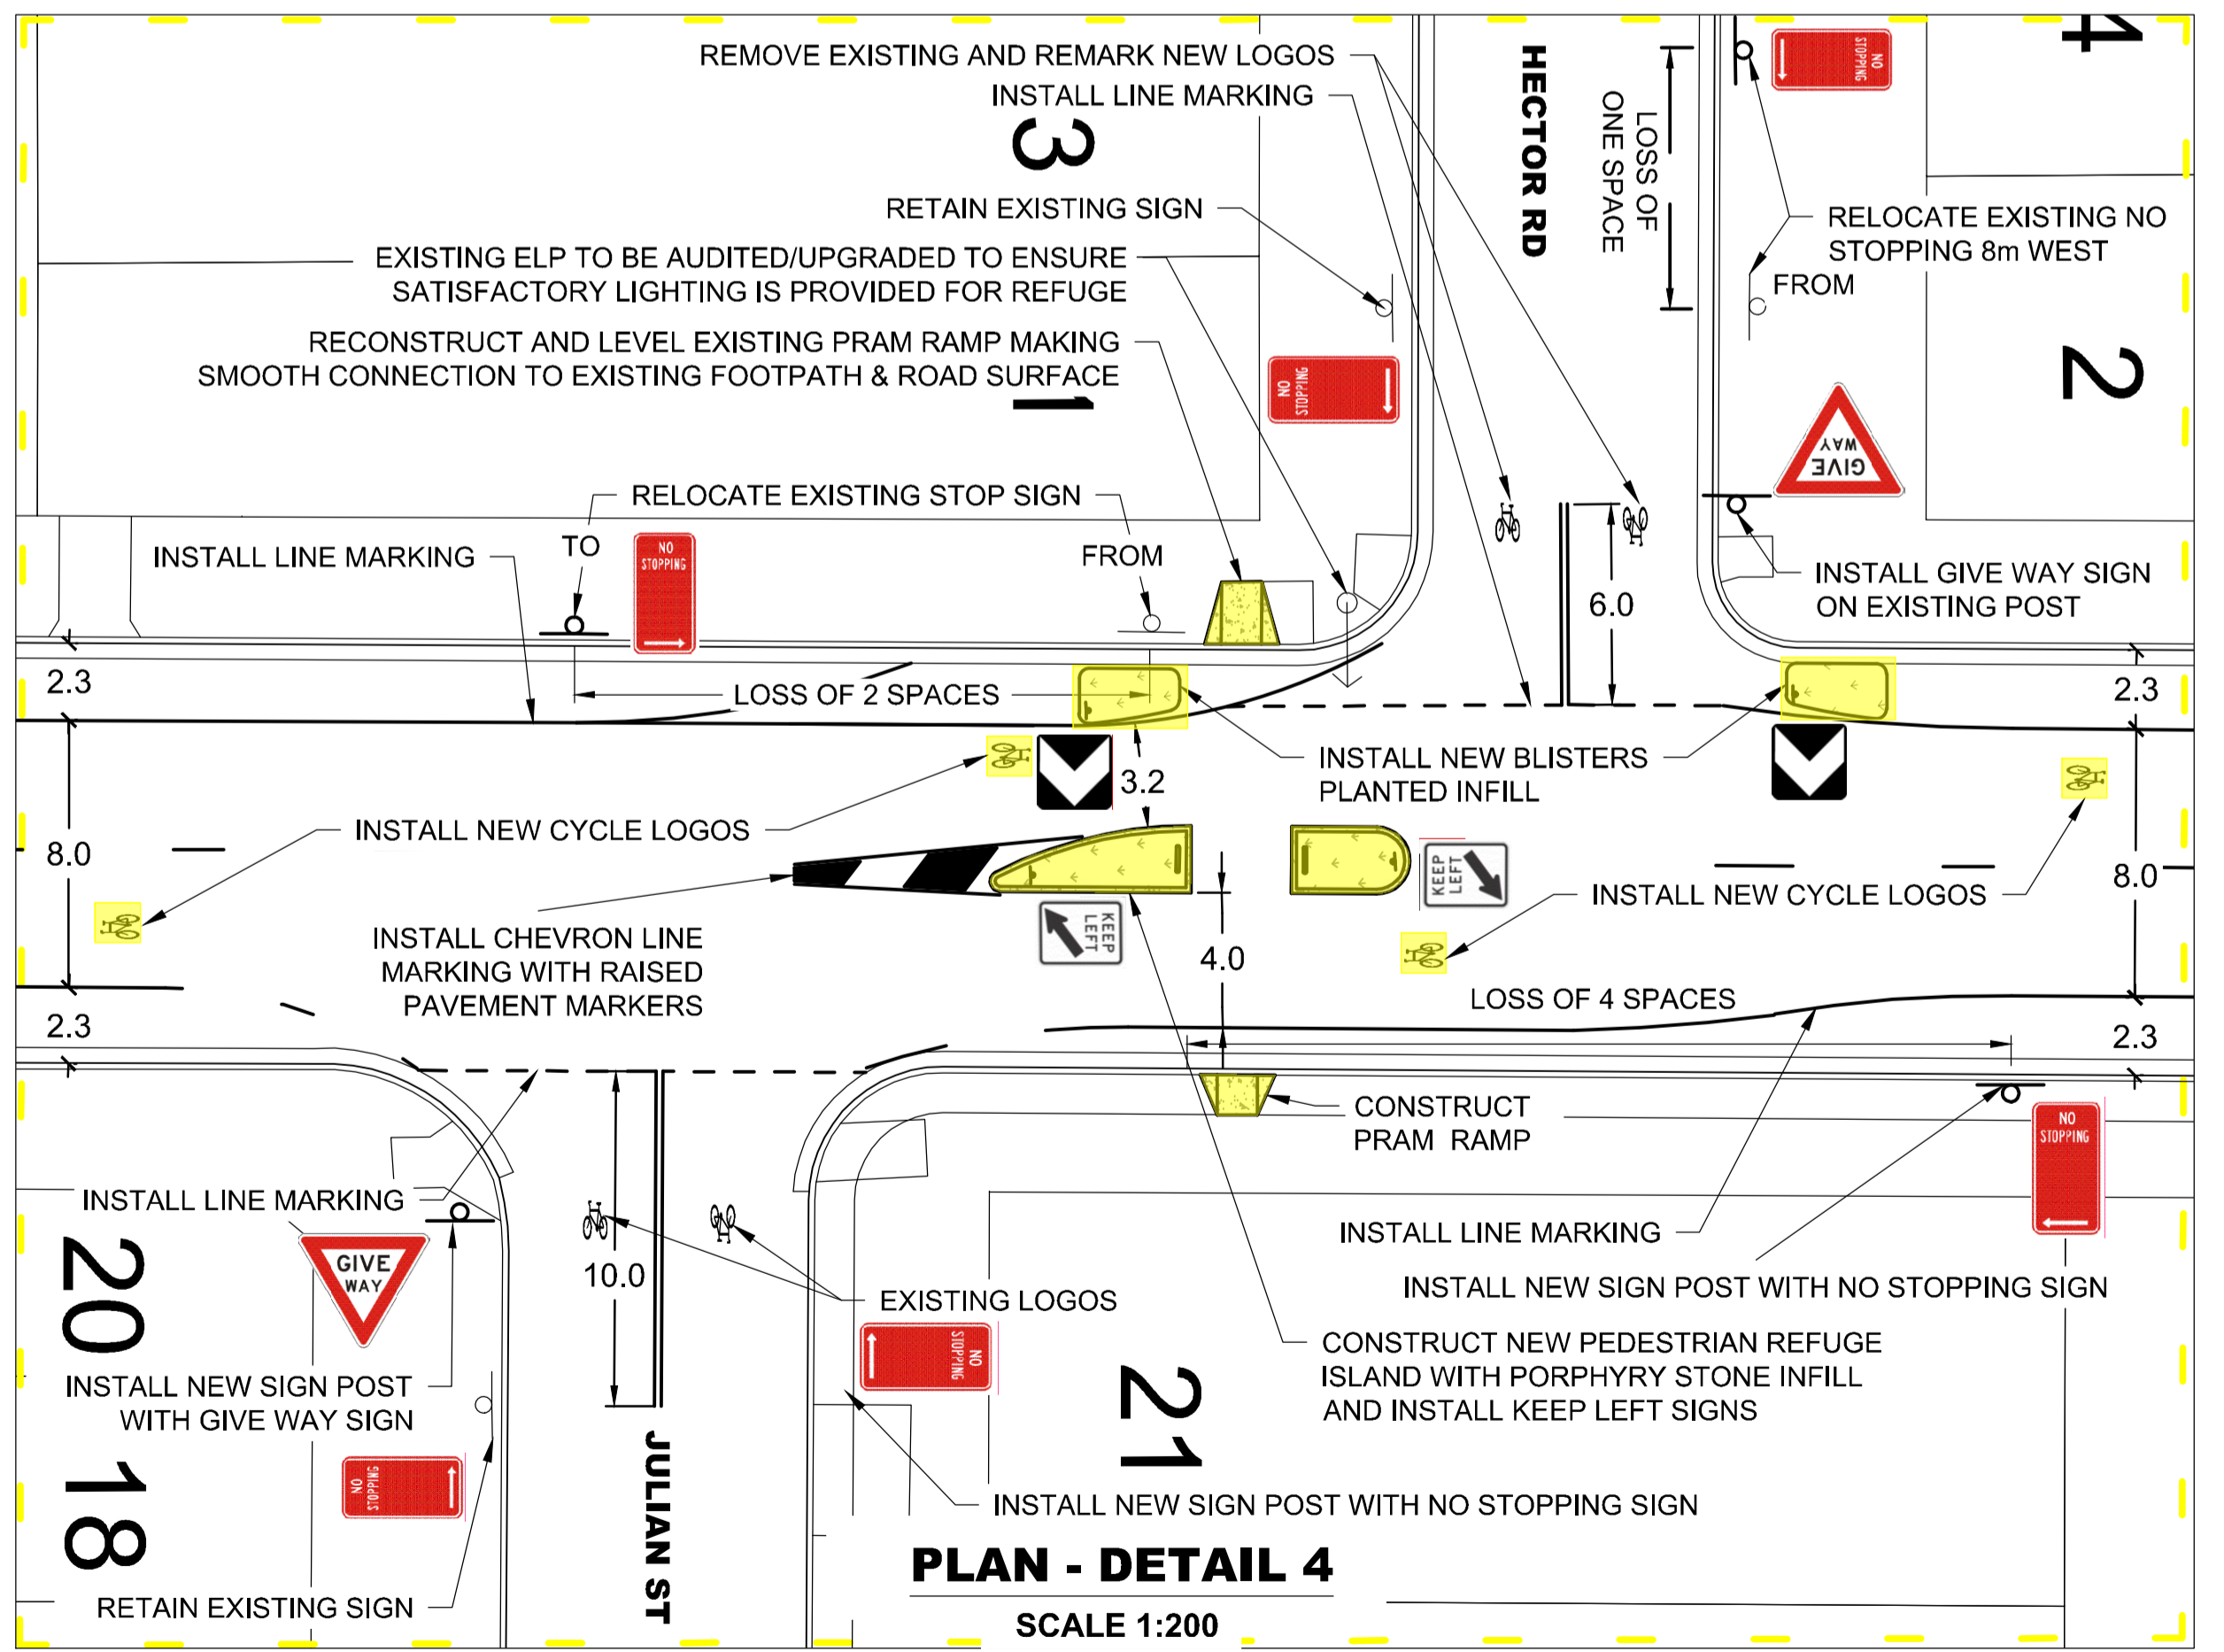 REMOVE EXISTING AND REMARK NEW LOGOS
INSTALL LINE MARKING
3
HECTOR RD
LOSS OF
ONE SPACE
NO
STOPPING
4
RETAIN EXISTING SIGN
RELOCATE EXISTING NO
STOPPING 8m WEST
FROM
EXISTING ELP TO BE AUDITED/UPGRADED TO ENSURE
SATISFACTORY LIGHTING IS PROVIDED FOR REFUGE
RECONSTRUCT AND LEVEL EXISTING PRAM RAMP MAKING
SMOOTH CONNECTION TO EXISTING FOOTPATH & ROAD SURFACE
1
NO
STOPPING
2
GIVE
WAY
RELOCATE EXISTING STOP SIGN
INSTALL LINE MARKING
TO
NO
STOPPING
FROM
6.0
INSTALL GIVE WAY SIGN
ON EXISTING POST
2.3
LOSS OF 2 SPACES
2.3
INSTALL NEW BLISTERS
PLANTED INFILL
3.2
INSTALL NEW CYCLE LOGOS
8.0
KEEP
LEFT
8.0
INSTALL NEW CYCLE LOGOS
INSTALL CHEVRON LINE
MARKING WITH RAISED
PAVEMENT MARKERS
KEEP
LEFT
4.0
LOSS OF 4 SPACES
2.3
2.3
CONSTRUCT
PRAM RAMP
NO
STOPPING
INSTALL LINE MARKING
GIVE
WAY
20
10.0
EXISTING LOGOS
INSTALL LINE MARKING
INSTALL NEW SIGN POST WITH NO STOPPING SIGN
NO
STOPPING
21
CONSTRUCT NEW PEDESTRIAN REFUGE
ISLAND WITH PORPHYRY STONE INFILL
AND INSTALL KEEP LEFT SIGNS
INSTALL NEW SIGN POST
WITH GIVE WAY SIGN
18
NO
STOPPING
JULIAN ST
INSTALL NEW SIGN POST WITH NO STOPPING SIGN
RETAIN EXISTING SIGN
PLAN - DETAIL 4
SCALE 1:200